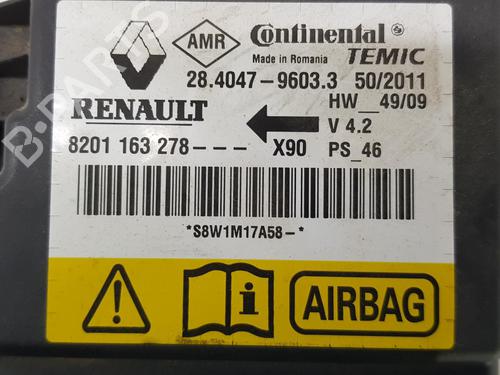 AMR
Continental
Made in Romania TEMIC
28.4047-9603.3 50/2011
HW_49/09
RENAULT
V 4.2
8201 163 278--- X90 PS_46
*S8W1M17A58-*
i
AIRBAG
B-PARTS